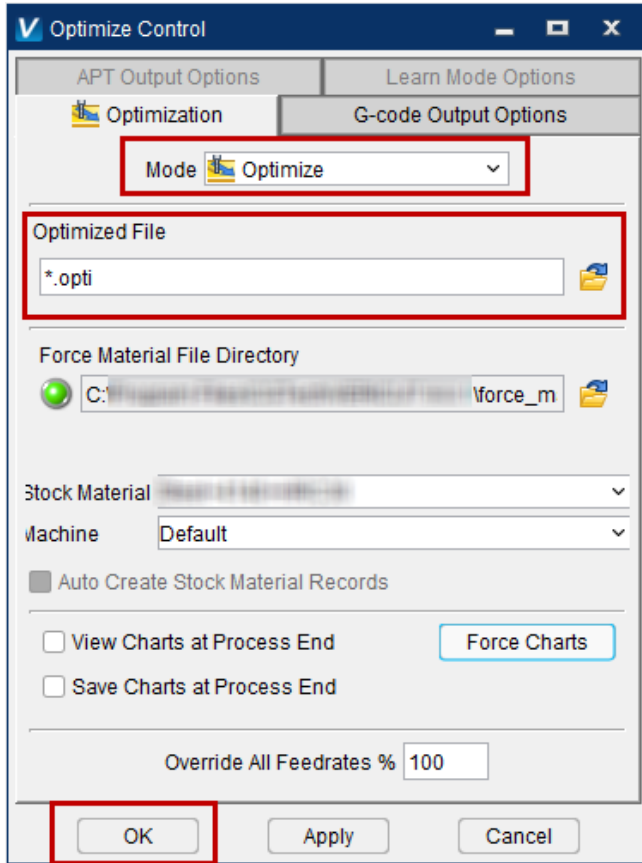 Optimize Control
APT Output Options Learn Mode Options
Optimization G-code Output Options
Mode Optimize
Optimized File
*.opti
Force Material File Directory
C:\ \force_m
Stock Material
Machine Default
Auto Create Stock Material Records
View Charts at Process End Force Charts
Save Charts at Process End
Override All Feedrates % 100
OK Apply Cancel